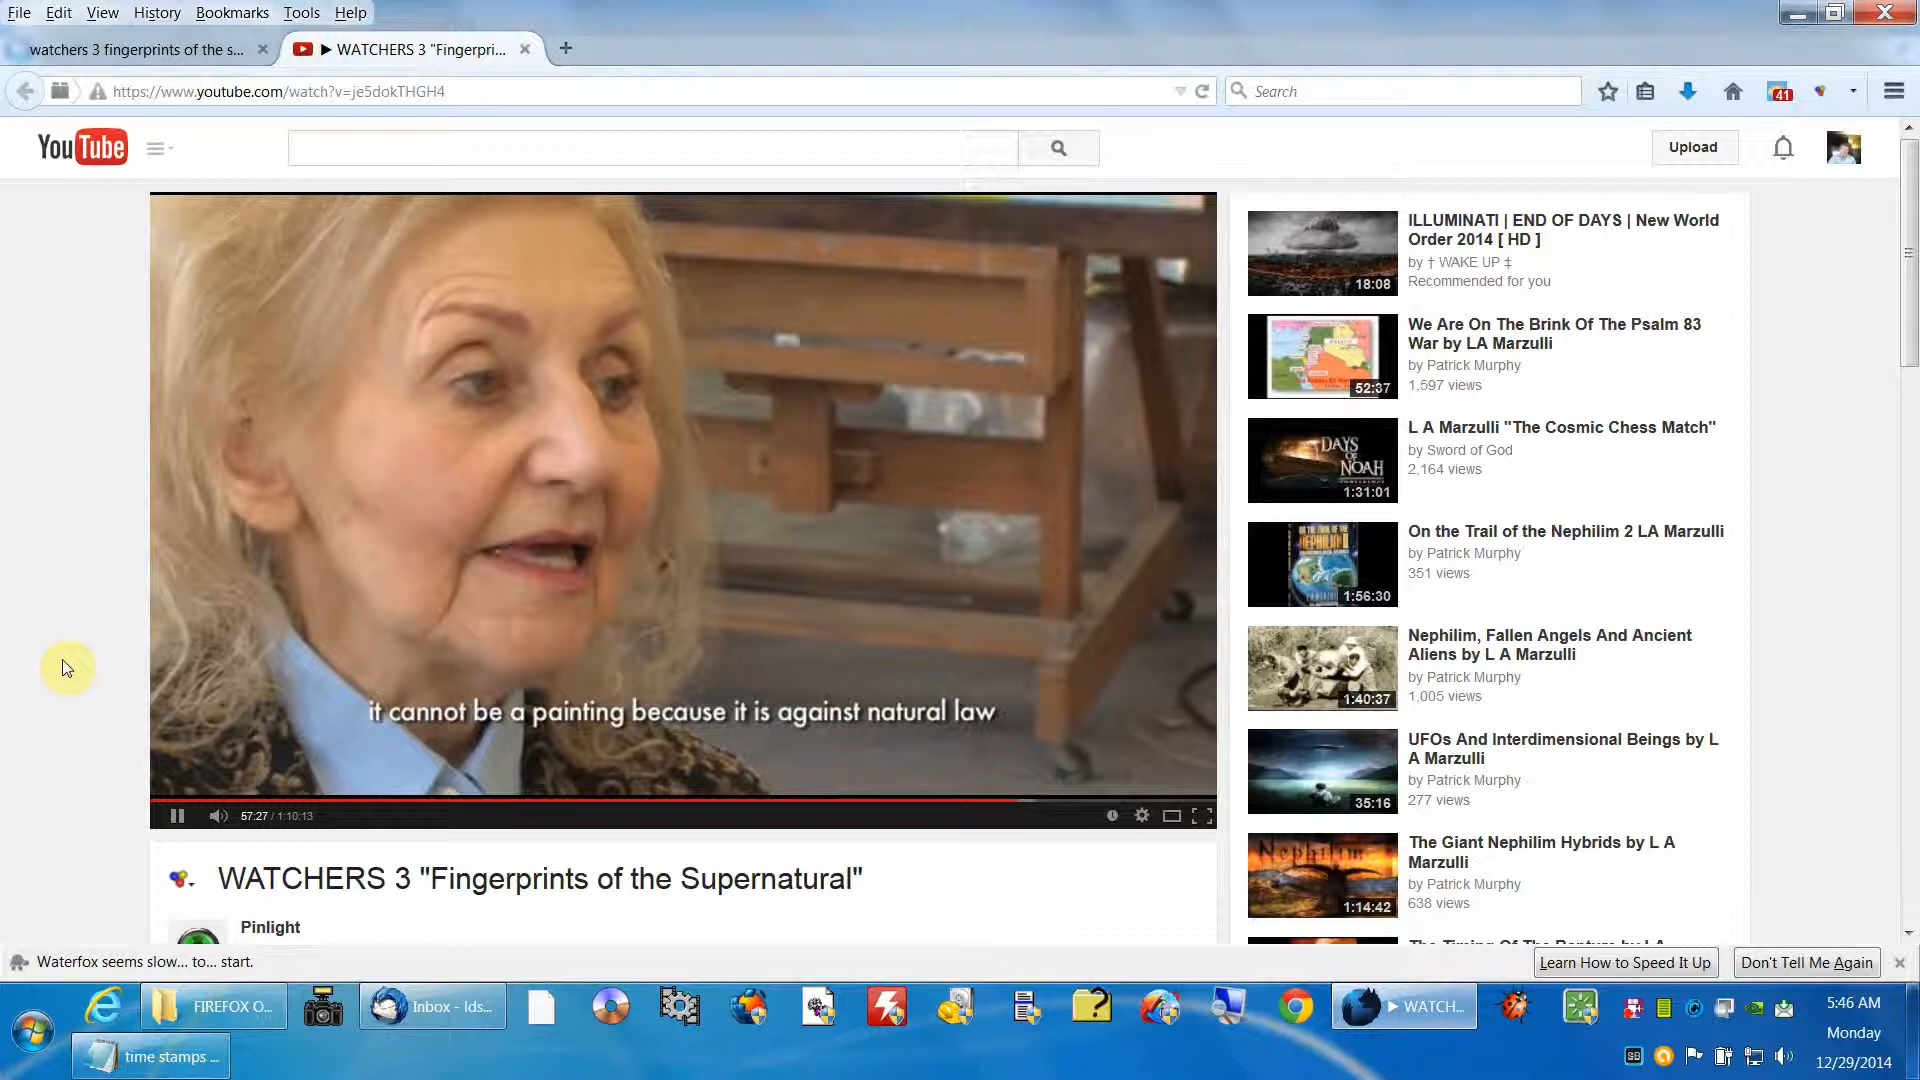 File Edit View History Bookmarks Tools Help
watchers 3 fingerprints of the s...
▶ WATCHERS 3 "Fingerpri...
https://www.youtube.com/watch?v=je5dokTHGH4
Search
41
YouTube
Upload
it cannot be a painting because it is against natural law
57:27 / 1:10:13
WATCHERS 3 "Fingerprints of the Supernatural"
Pinlight
ILLUMINATI | END OF DAYS | New World
Order 2014 [ HD ]
by † WAKE UP ‡
Recommended for you
18:08
We Are On The Brink Of The Psalm 83
War by LA Marzulli
by Patrick Murphy
1,597 views
52:37
L A Marzulli "The Cosmic Chess Match"
by Sword of God
2,164 views
DAYS
OF
NOAH
1:31:01
On the Trail of the Nephilim 2 LA Marzulli
by Patrick Murphy
351 views
1:56:30
Nephilim, Fallen Angels And Ancient
Aliens by L A Marzulli
by Patrick Murphy
1,005 views
1:40:37
UFOs And Interdimensional Beings by L
A Marzulli
by Patrick Murphy
277 views
35:16
The Giant Nephilim Hybrids by L A
Marzulli
by Patrick Murphy
638 views
Nephilim
1:14:42
The Timing Of The Rapture by LA
Waterfox seems slow... to... start.
Learn How to Speed It Up
Don't Tell Me Again
FIREFOX O...
Inbox - lds...
▶ WATCH...
5:46 AM
Monday
12/29/2014
time stamps ...